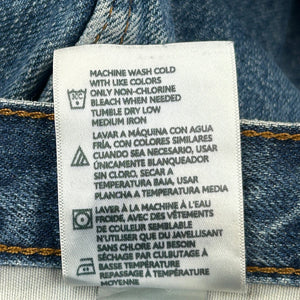 MACHINE WASH COLD
WITH LIKE COLORS
ONLY NON-CHLORINE
BLEACH WHEN NEEDED
TUMBLE DRY LOW
MEDIUM IRON
LAVAR A MÁQUINA CON AGUA
FRÍA, CON COLORES SIMILARES
CUANDO SEA NECESARIO, USAR
ÚNICAMENTE BLANQUEADOR
SIN CLORO, SECAR A
TEMPERATURA BAJA, USAR
PLANCHA A TEMPERATURA MEDIA
LAVER À LA MACHINE À L'EAU
FROIDE, AVEC DES VÊTEMENTS
DE COULEUR SEMBLABLE
N'UTILISER QU'DU JAVELLISANT
SANS CHLORE AU BESOIN
SÉCHAGE PAR CULBUTAGE À
BASSE TEMPÉRATURE
REPASSAGE À TEMPÉRATURE
MOYENNE